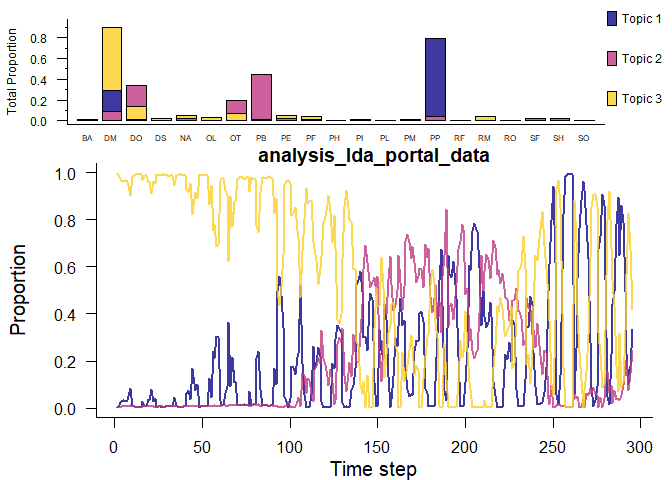 Total Proportion
0.8
0.6
0.4
0.2
0.0
BA DM DO DS NA OL OT PB PE PF PH PI PL PM PP RF RM RO SF SH SO
Topic 1
Topic 2
Topic 3
analysis_lda_portal_data
Proportion
1.0
0.8
0.6
0.4
0.2
0.0
0 50 100 150 200 250 300
Time step